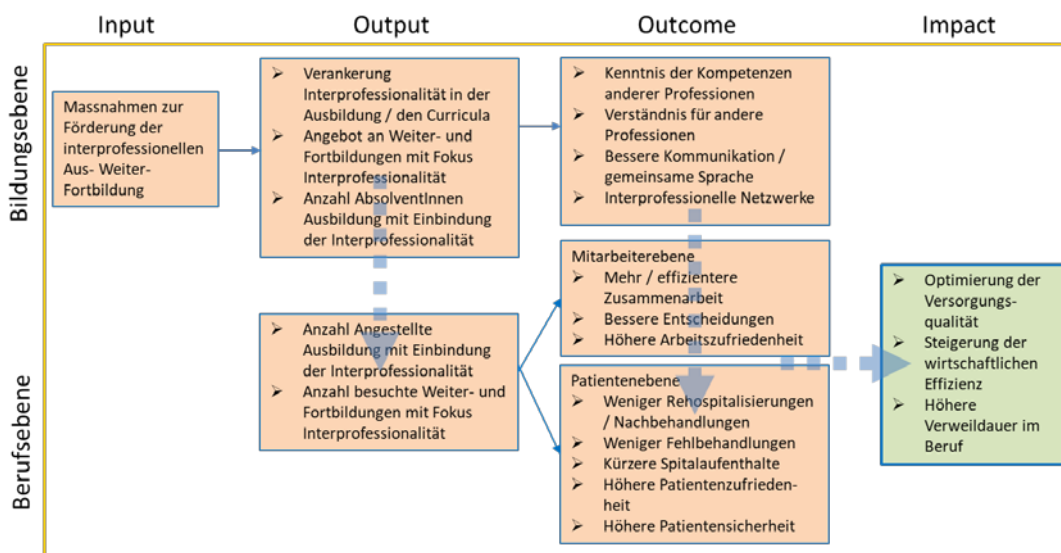 Input
Output
Outcome
Impact
Bildungsebene
Massnahmen zur
Förderung der
interprofessionellen
Aus- Weiter-
Fortbildung
➢ Verankerung
Interprofessionalität in der
Ausbildung / den Curricula
➢ Angebot an Weiter- und
Fortbildungen mit Fokus
Interprofessionalität
➢ Anzahl AbsolventInnen
Ausbildung mit Einbindung
der Interprofessionalität
➢ Kenntnis der Kompetenzen
anderer Professionen
➢ Verständnis für andere
Professionen
➢ Bessere Kommunikation /
gemeinsame Sprache
➢ Interprofessionelle Netzwerke
Berufsebene
➢ Anzahl Angestellte
Ausbildung mit Einbindung
der Interprofessionalität
➢ Anzahl besuchte Weiter- und
Fortbildungen mit Fokus
Interprofessionalität
Mitarbeiterebene
➢ Mehr / effizientere
Zusammenarbeit
➢ Bessere Entscheidungen
➢ Höhere Arbeitszufriedenheit
Patientenebene
➢ Weniger Rehospitalisierungen
/ Nachbehandlungen
➢ Weniger Fehlbehandlungen
➢ Kürzere Spitalaufenthalte
➢ Höhere Patientenzufrieden-
heit
➢ Höhere Patientensicherheit
➢ Optimierung der
Versorgungs-
qualität
➢ Steigerung der
wirtschaftlichen
Effizienz
➢ Höhere
Verweildauer im
Beruf